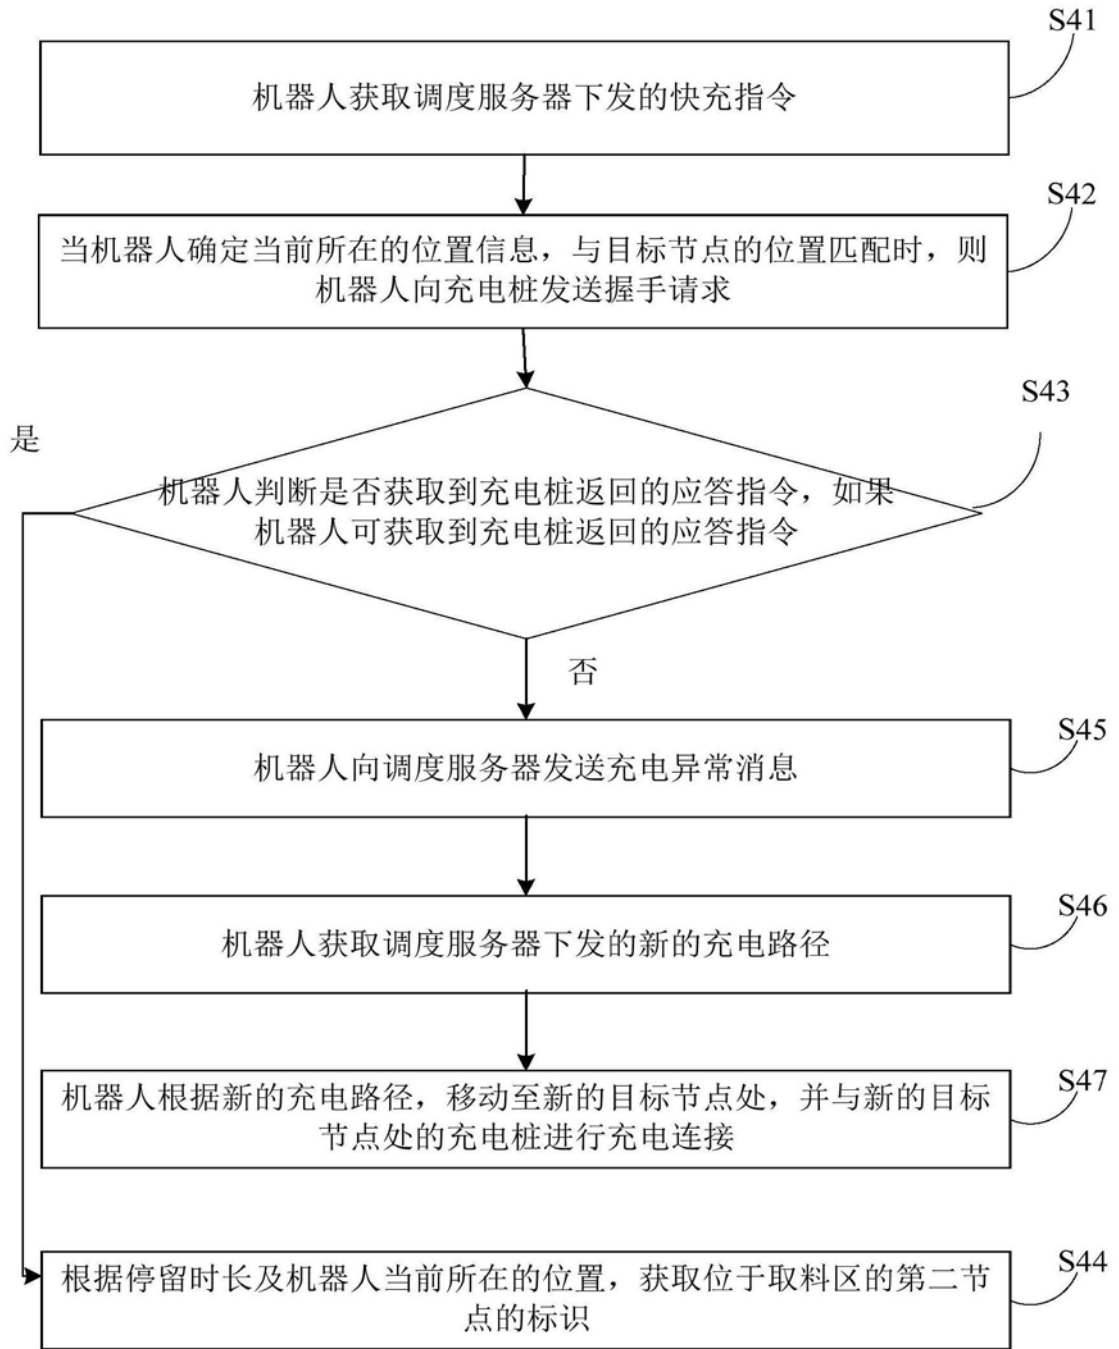 S41
机器人获取调度服务器下发的快充指令
S42
当机器人确定当前所在的位置信息，与目标节点的位置匹配时，则
机器人向充电桩发送握手请求
S43
是
机器人判断是否获取到充电桩返回的应答指令，如果
机器人可获取到充电桩返回的应答指令
否
S45
机器人向调度服务器发送充电异常消息
S46
机器人获取调度服务器下发的新的充电路径
S47
机器人根据新的充电路径，移动至新的目标节点处，并与新的目标
节点处的充电桩进行充电连接
S44
根据停留时长及机器人当前所在的位置，获取位于取料区的第二节
点的标识